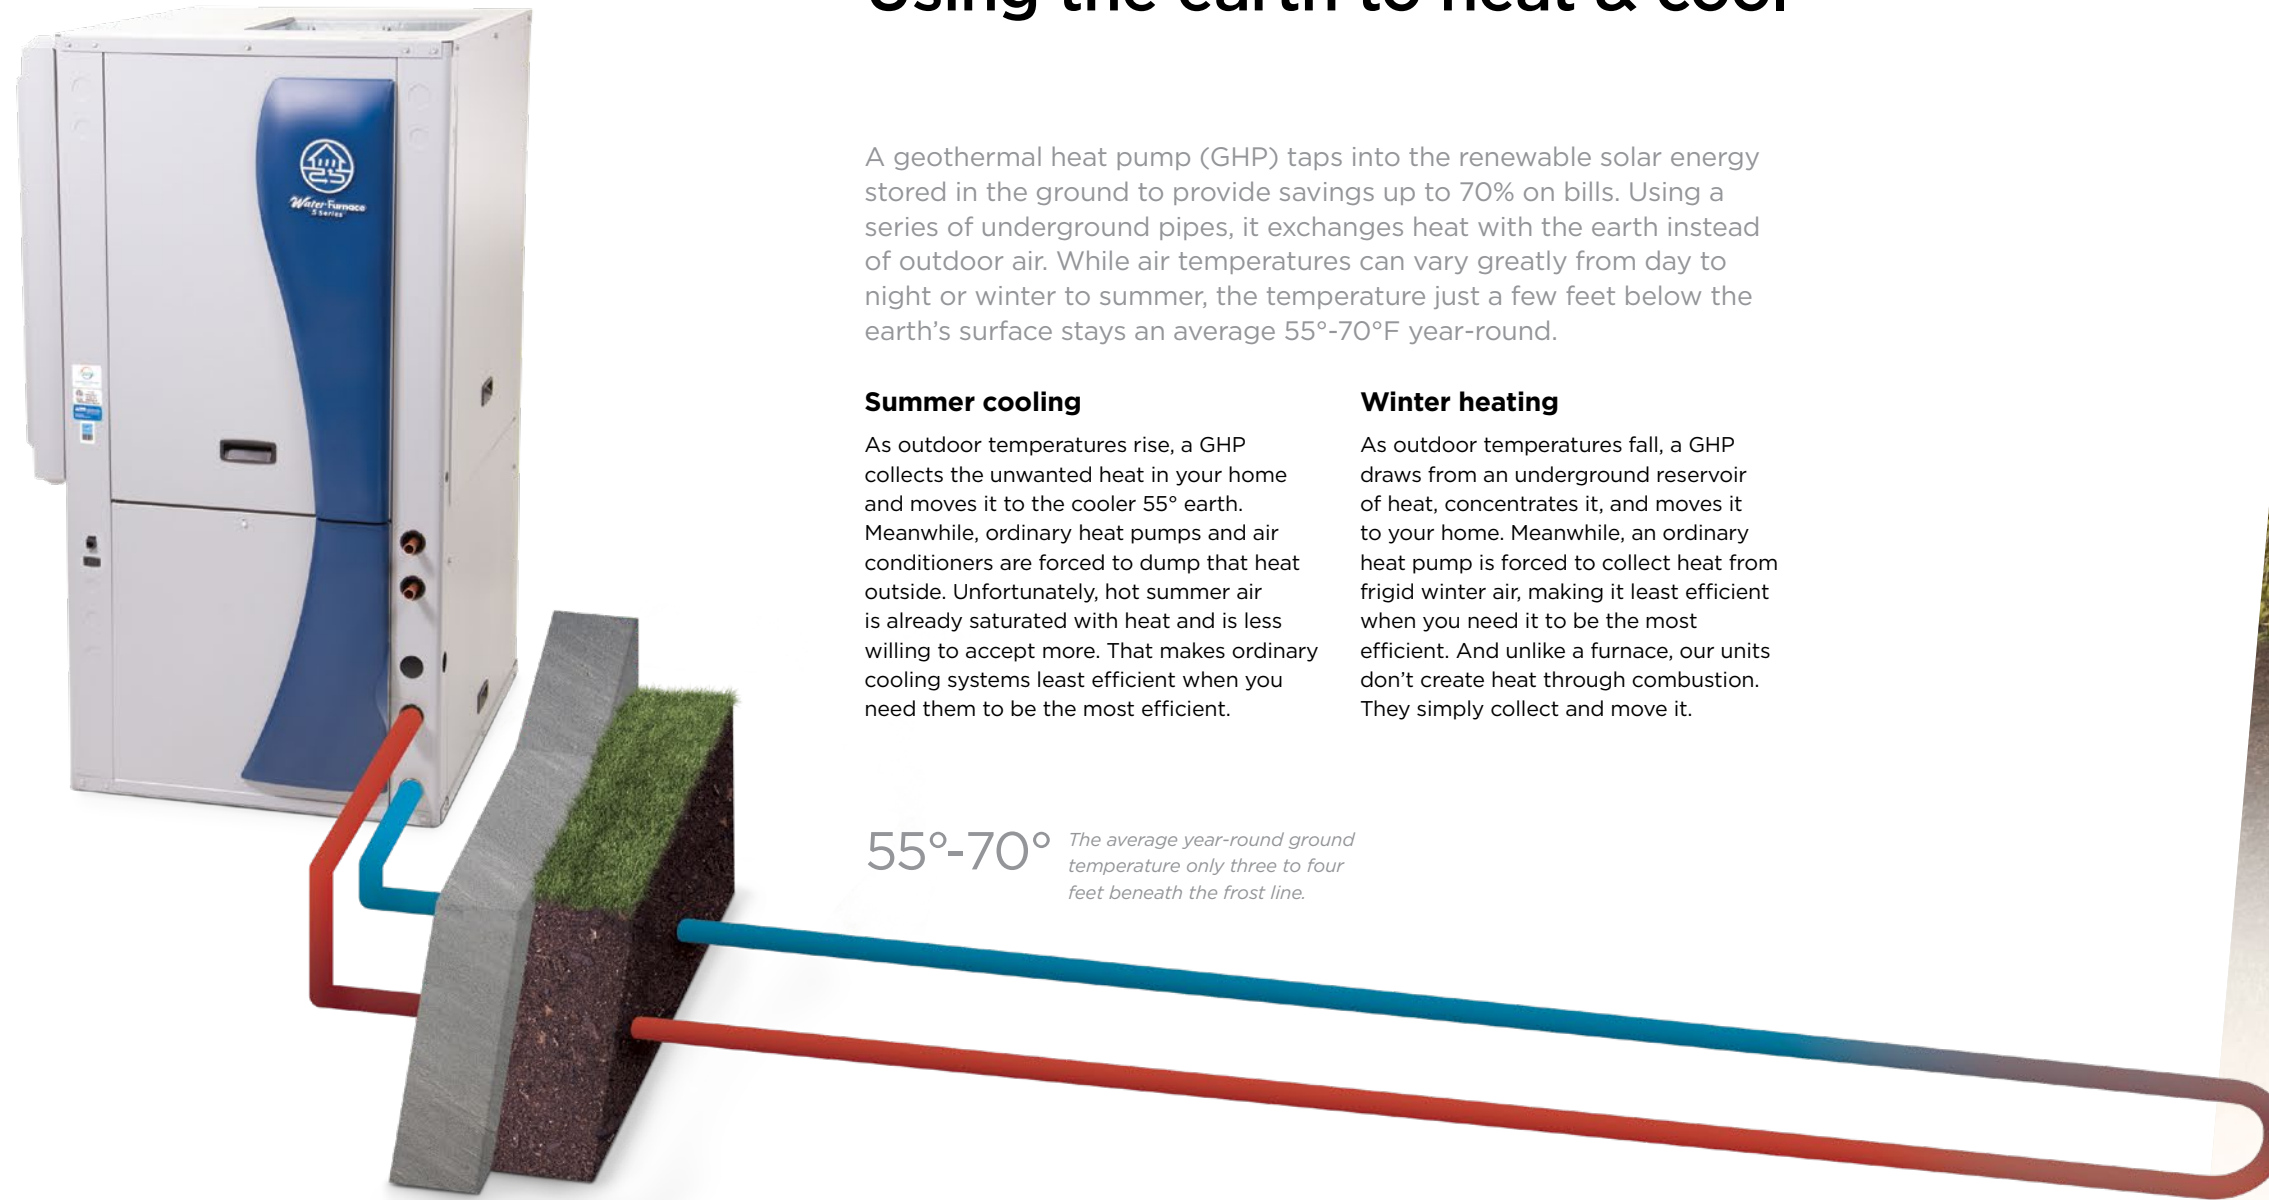 Using the earth to heat & cool
WaterFurnace
5 Series
A geothermal heat pump (GHP) taps into the renewable solar energy
stored in the ground to provide savings up to 70% on bills. Using a
series of underground pipes, it exchanges heat with the earth instead
of outdoor air. While air temperatures can vary greatly from day to
night or winter to summer, the temperature just a few feet below the
earth’s surface stays an average 55°-70°F year-round.
Summer cooling
As outdoor temperatures rise, a GHP
collects the unwanted heat in your home
and moves it to the cooler 55° earth.
Meanwhile, ordinary heat pumps and air
conditioners are forced to dump that heat
outside. Unfortunately, hot summer air
is already saturated with heat and is less
willing to accept more. That makes ordinary
cooling systems least efficient when you
need them to be the most efficient.
Winter heating
As outdoor temperatures fall, a GHP
draws from an underground reservoir
of heat, concentrates it, and moves it
to your home. Meanwhile, an ordinary
heat pump is forced to collect heat from
frigid winter air, making it least efficient
when you need it to be the most
efficient. And unlike a furnace, our units
don’t create heat through combustion.
They simply collect and move it.
55°-70°
The average year-round ground
temperature only three to four
feet beneath the frost line.